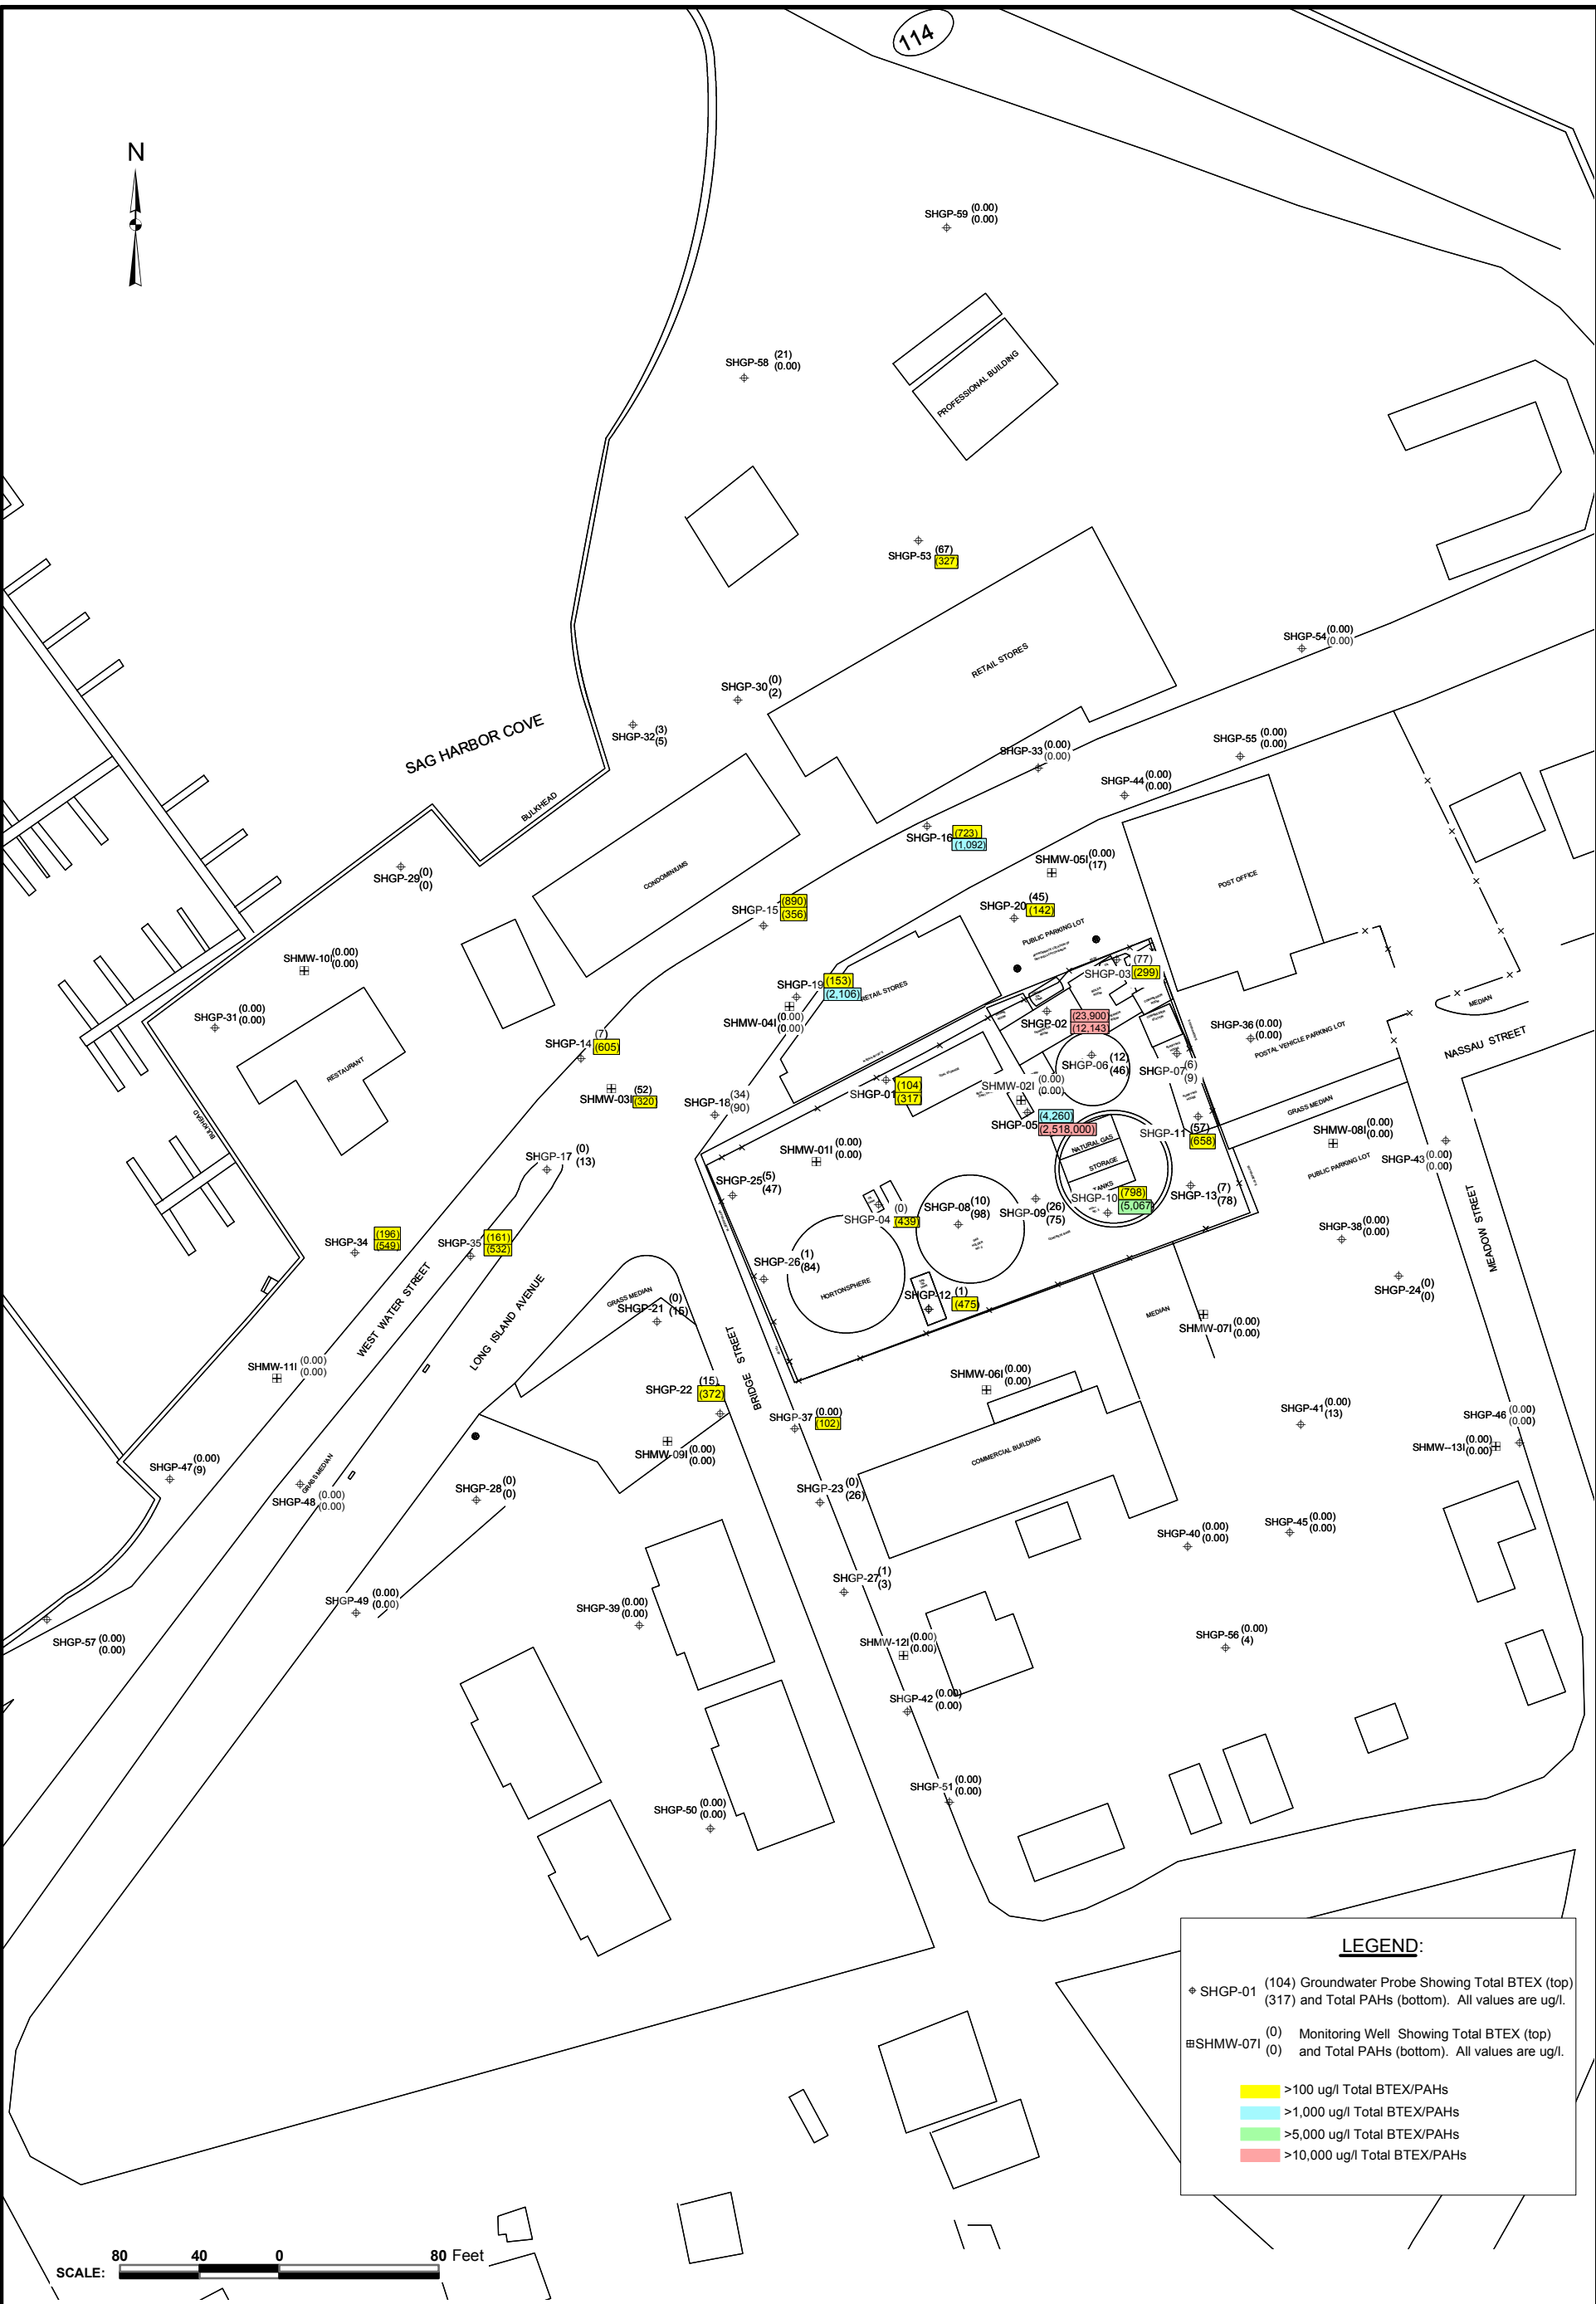 114
N
SHGP-59 (0.00)
(0.00)
SHGP-58 (21)
(0.00)
PROFESSIONAL BUILDING
SHGP-53 (67)
(327)
RETAIL STORES
SHGP-54 (0.00)
(0.00)
SHGP-30 (0)
(2)
SHGP-32 (3)
(5)
SAG HARBOR COVE
BULKHEAD
SHGP-33 (0.00)
(0.00)
SHGP-55 (0.00)
(0.00)
SHGP-44 (0.00)
(0.00)
SHGP-16 (723)
(1,092)
SHMW-05I (0.00)
(17)
POST OFFICE
SHGP-29 (0)
(0)
CONDOMINIUMS
SHGP-15 (890)
(356)
SHGP-20 (45)
(142)
PUBLIC PARKING LOT
SHMW-10I (0.00)
(0.00)
SHGP-03 (77)
(299)
SHGP-19 (153)
(2,106)
RETAIL STORES
SHMW-04I (0.00)
(0.00)
MEDIAN
SHGP-31 (0.00)
(0.00)
SHGP-02 (23,900)
(12,143)
SHGP-36 (0.00)
(0.00)
POSTAL VEHICLE PARKING LOT
NASSAU STREET
SHGP-14 (7)
(605)
RESTAURANT
SHGP-06 (12)
(46)
SHGP-07 (6)
(9)
SHMW-03I (52)
(320)
SHGP-18 (34)
(90)
SHGP-01 (104)
(317)
SHMW-02I (0.00)
(0.00)
SHGP-05 (4,260)
(2,518,000)
GRASS MEDIAN
SHGP-11 (57)
(658)
SHMW-08I (0.00)
(0.00)
BULKHEAD
NATURAL GAS
STORAGE
TANKS
SHMW-01I (0.00)
(0.00)
SHGP-17 (0)
(13)
PUBLIC PARKING LOT
SHGP-43 (0.00)
(0.00)
SHGP-25 (5)
(47)
SHGP-13 (7)
(78)
SHGP-10 (798)
(5,067)
SHGP-04 (0)
(439)
SHGP-08 (10)
(98)
SHGP-09 (26)
(75)
MEADOW STREET
SHGP-34 (196)
(549)
SHGP-35 (161)
(532)
SHGP-38 (0.00)
(0.00)
SHGP-26 (1)
(84)
HORTONSPHERE
WEST WATER STREET
LONG ISLAND AVENUE
GRASS MEDIAN
SHGP-21 (0)
(15)
SHGP-12 (1)
(475)
SHGP-24 (0)
(0)
MEDIAN
SHMW-07I (0.00)
(0.00)
BRIDGE STREET
SHMW-11I (0.00)
(0.00)
SHMW-06I (0.00)
(0.00)
SHGP-22 (15)
(372)
SHGP-37 (0.00)
(102)
SHGP-41 (0.00)
(13)
SHGP-46 (0.00)
(0.00)
SHMW--13I (0.00)
(0.00)
SHMW-09I (0.00)
(0.00)
COMMERCIAL BUILDING
SHGP-47 (0.00)
(9)
GRASS MEDIAN
SHGP-48 (0.00)
(0.00)
SHGP-28 (0)
(0)
SHGP-23 (0)
(26)
SHGP-40 (0.00)
(0.00)
SHGP-45 (0.00)
(0.00)
SHGP-27 (1)
(3)
SHGP-49 (0.00)
(0.00)
SHGP-39 (0.00)
(0.00)
SHGP-57 (0.00)
(0.00)
SHMW-12I (0.00)
(0.00)
SHGP-56 (0.00)
(4)
SHGP-42 (0.00)
(0.00)
SHGP-51 (0.00)
(0.00)
SHGP-50 (0.00)
(0.00)
LEGEND:
SHGP-01 (104) Groundwater Probe Showing Total BTEX (top)
(317) and Total PAHs (bottom). All values are ug/l.
SHMW-07I (0) Monitoring Well Showing Total BTEX (top)
(0) and Total PAHs (bottom). All values are ug/l.
>100 ug/l Total BTEX/PAHs
>1,000 ug/l Total BTEX/PAHs
>5,000 ug/l Total BTEX/PAHs
>10,000 ug/l Total BTEX/PAHs
80 40 0 80 Feet
SCALE: